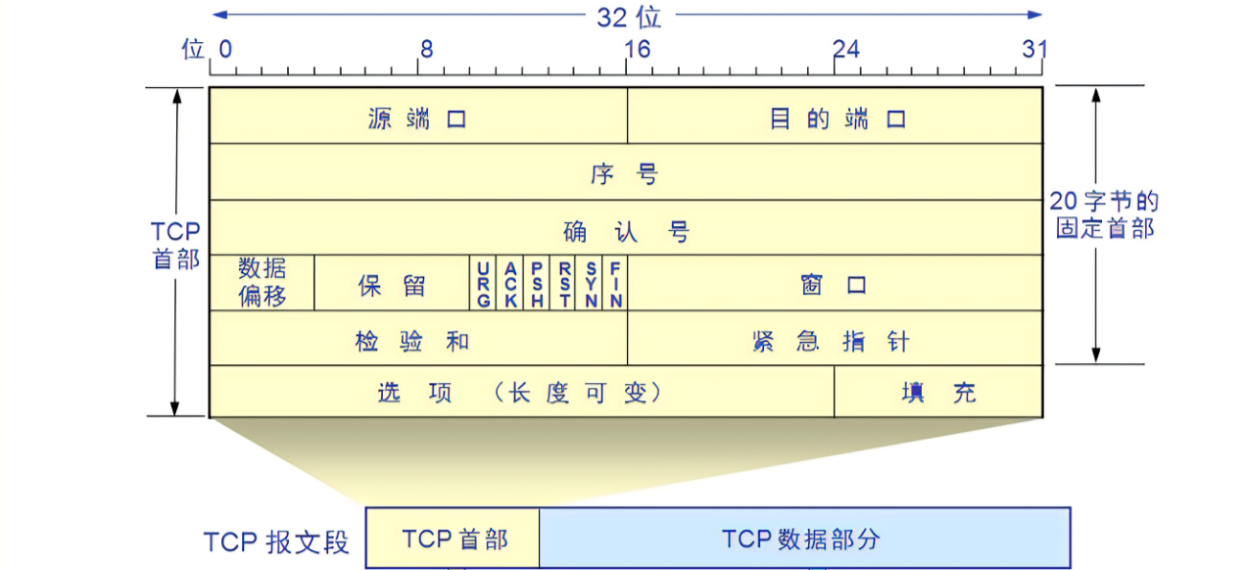 32 位
位 0 8 16 24 31
源 端 口 目 的 端 口
序 号
确 认 号
TCP
首部
20 字节的
固定首部
数据
偏移
保 留
URG ACK PSH RST SYN FIN
窗 口
检 验 和 紧 急 指 针
选 项 （长 度 可 变） 填 充
TCP 报文段 TCP 首部 TCP 数据部分